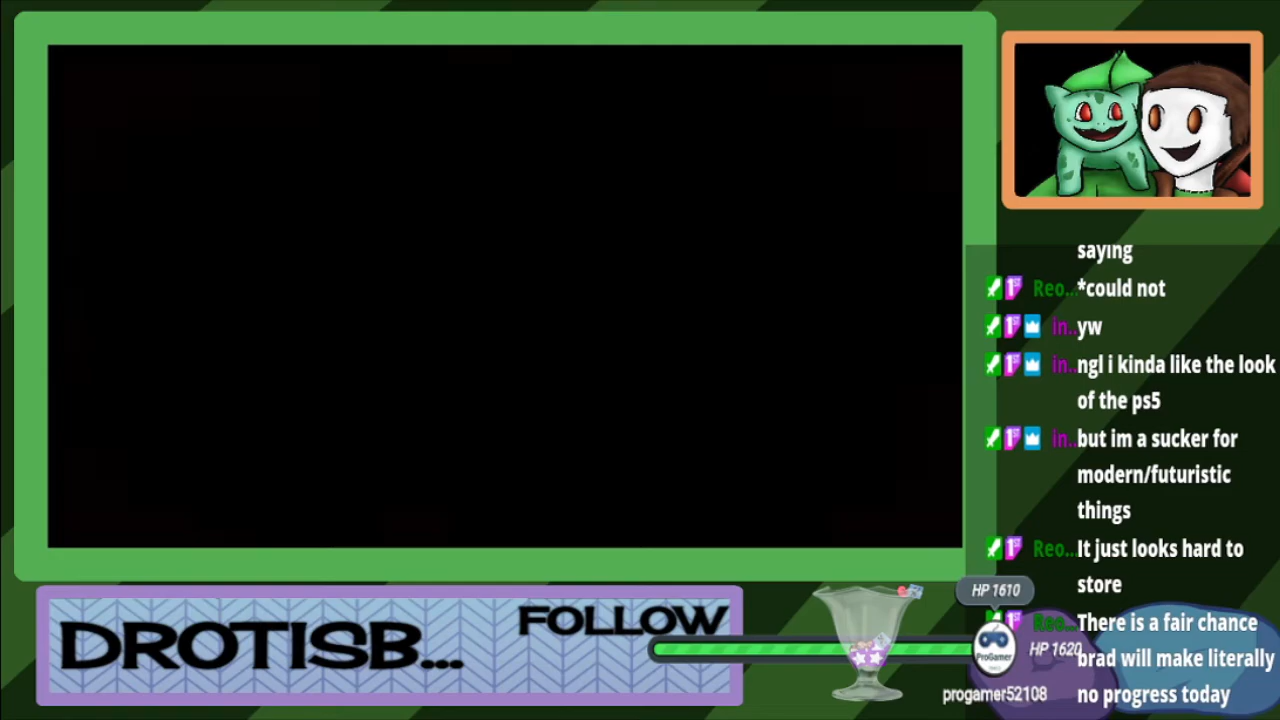 saying
Reo... *could not
in.. yw
in.. ngl i kinda like the look
of the ps5
in.. but im a sucker for
modern/futuristic
things
Reo... It just looks hard to
store
HP 1610
Reo... There is a fair chance
brad will make literally
no progress today
FOLLOW
DROTISB...
ProGamer
HP 1620
progamer52108